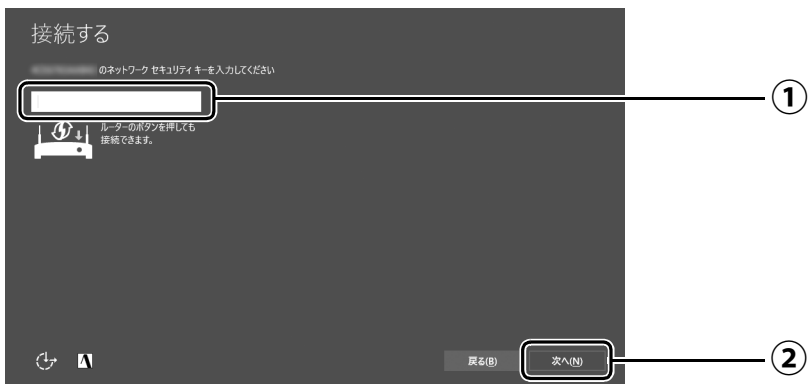 接続する
のネットワーク セキュリティ キーを入力してください
①
ルーターのボタンを押しても
接続できます。
戻る(B)
次へ(N)
②